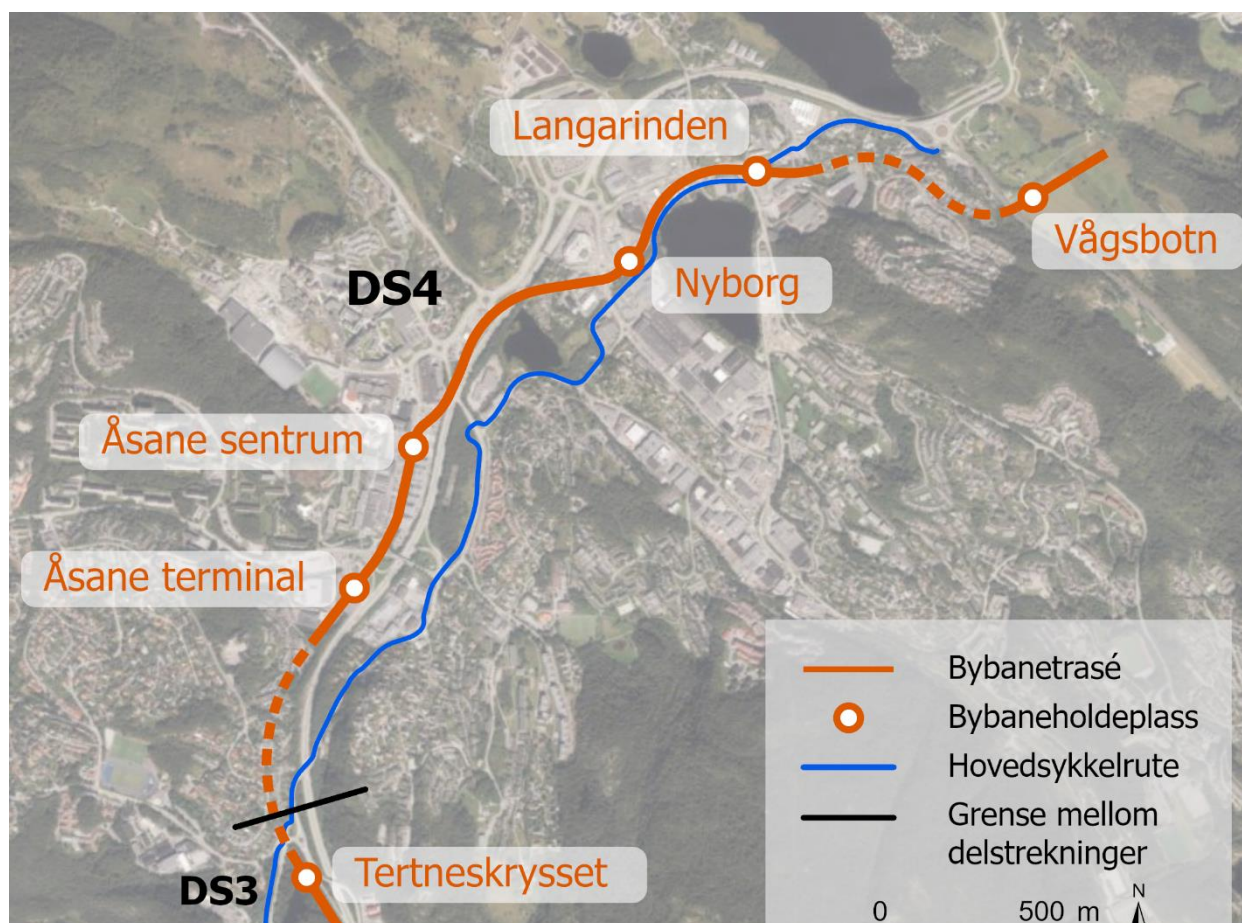 Langarinden
Vågsbotn
Nyborg
DS4
Åsane sentrum
Åsane terminal
Tertneskrysset
DS3
Bybanetrasé
Bybaneholdeplass
Hovedsykkelrute
Grense mellom
delstrekninger
N
0 500 m